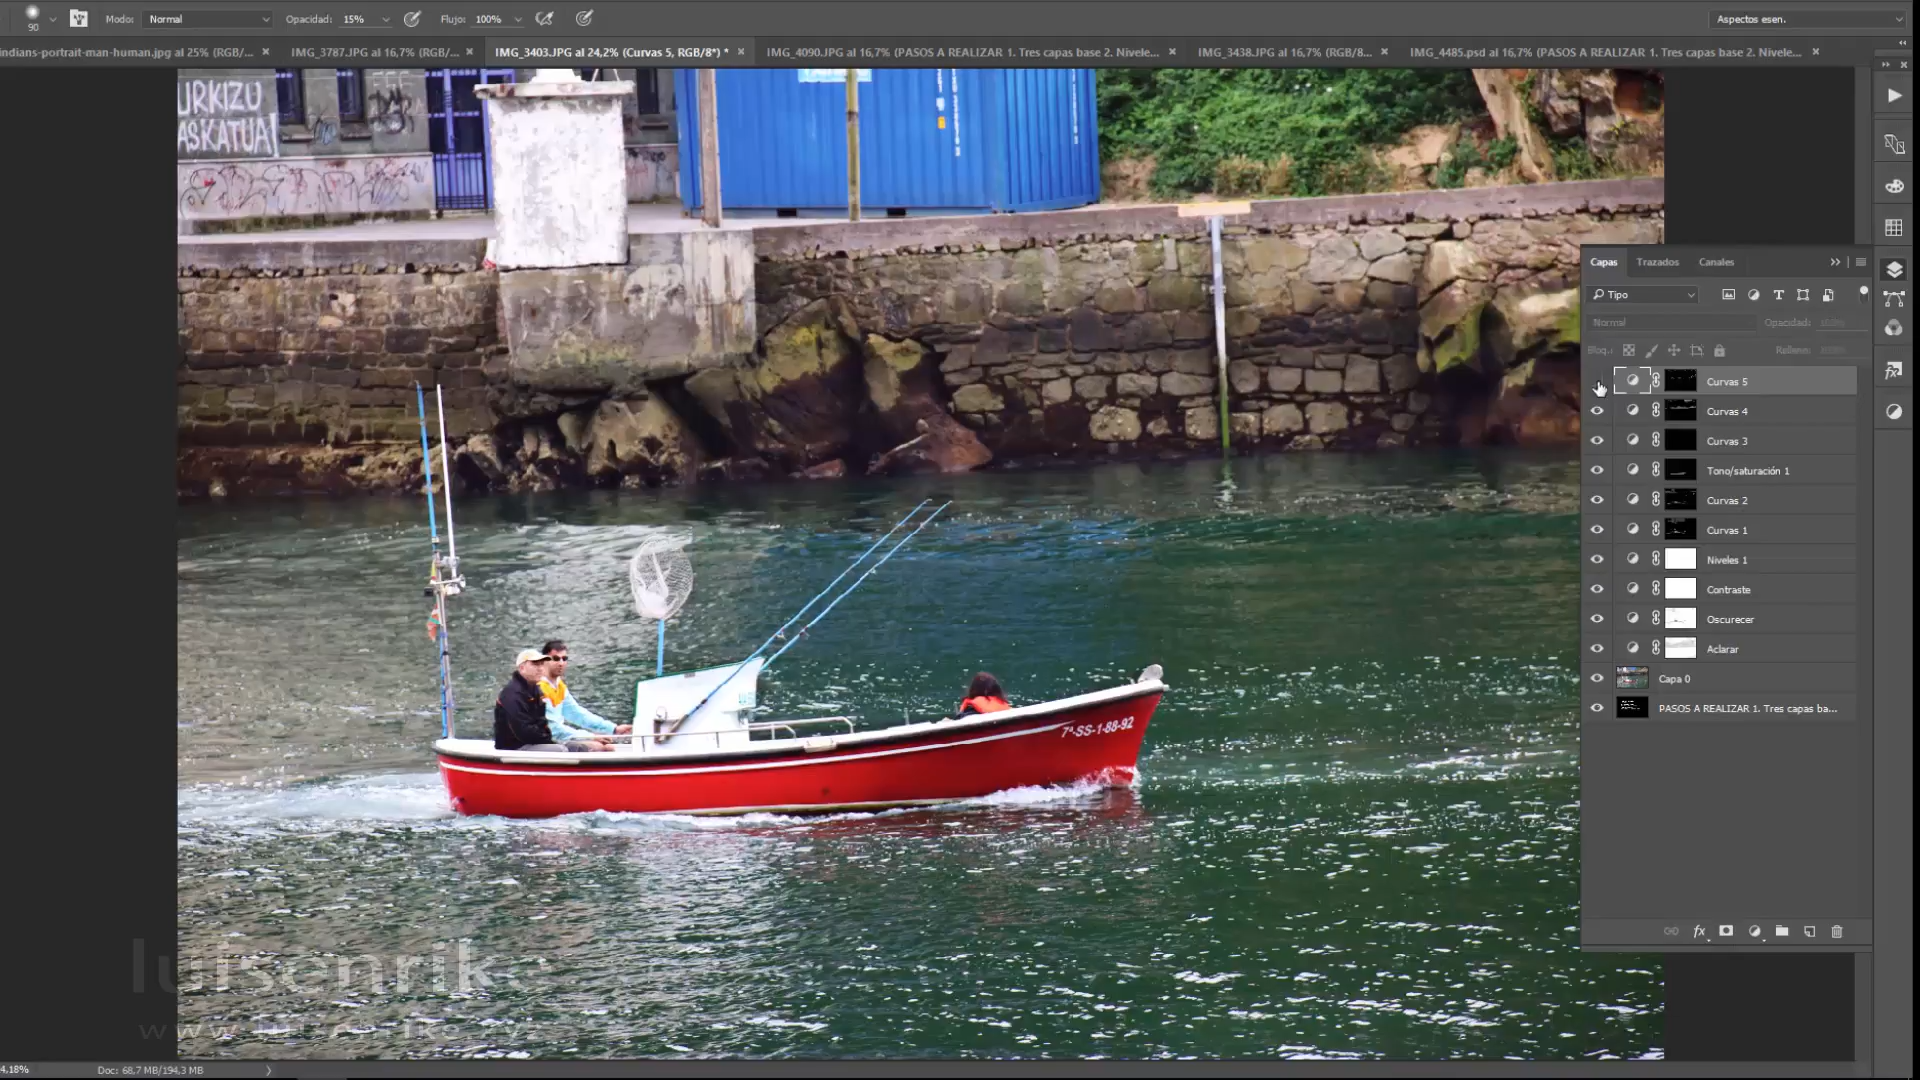 90
Modo: Normal Opacidad: 15% Flujo: 100% Aspectos esen.
indians-portrait-man-human.jpg al 25% (RGB/... × IMG_3787.JPG al 16,7% (RGB/... × IMG_3403.JPG al 24,2% (Curvas 5, RGB/8*) * × IMG_4090.JPG al 16,7% (PASOS A REALIZAR 1. Tres capas base 2. Nivele... × IMG_3438.JPG al 16,7% (RGB/8... × IMG_4485.psd al 16,7% (PASOS A REALIZAR 1. Tres capas base 2. Nivele... ×
URKIZU
ASKATUA!
7ª-SS-1-88-92
Capas Trazados Canales
Tipo
Normal Opacidad:
Bloq.: Relleno:
Curvas 5
Curvas 4
Curvas 3
Tono/saturación 1
Curvas 2
Curvas 1
Niveles 1
Contraste
Oscurecer
Aclarar
Capa 0
PASOS A REALIZAR 1. Tres capas ba...
fx
luisenrike
4,18% Doc: 68,7 MB/194,3 MB